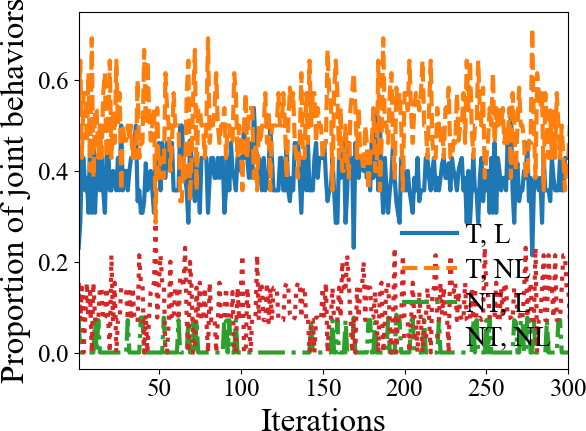 Proportion of joint behaviors
0.6
0.4
0.2
0.0
T, L
T, NL
NT, L
NT, NL
50
100
150
200
250
300
Iterations